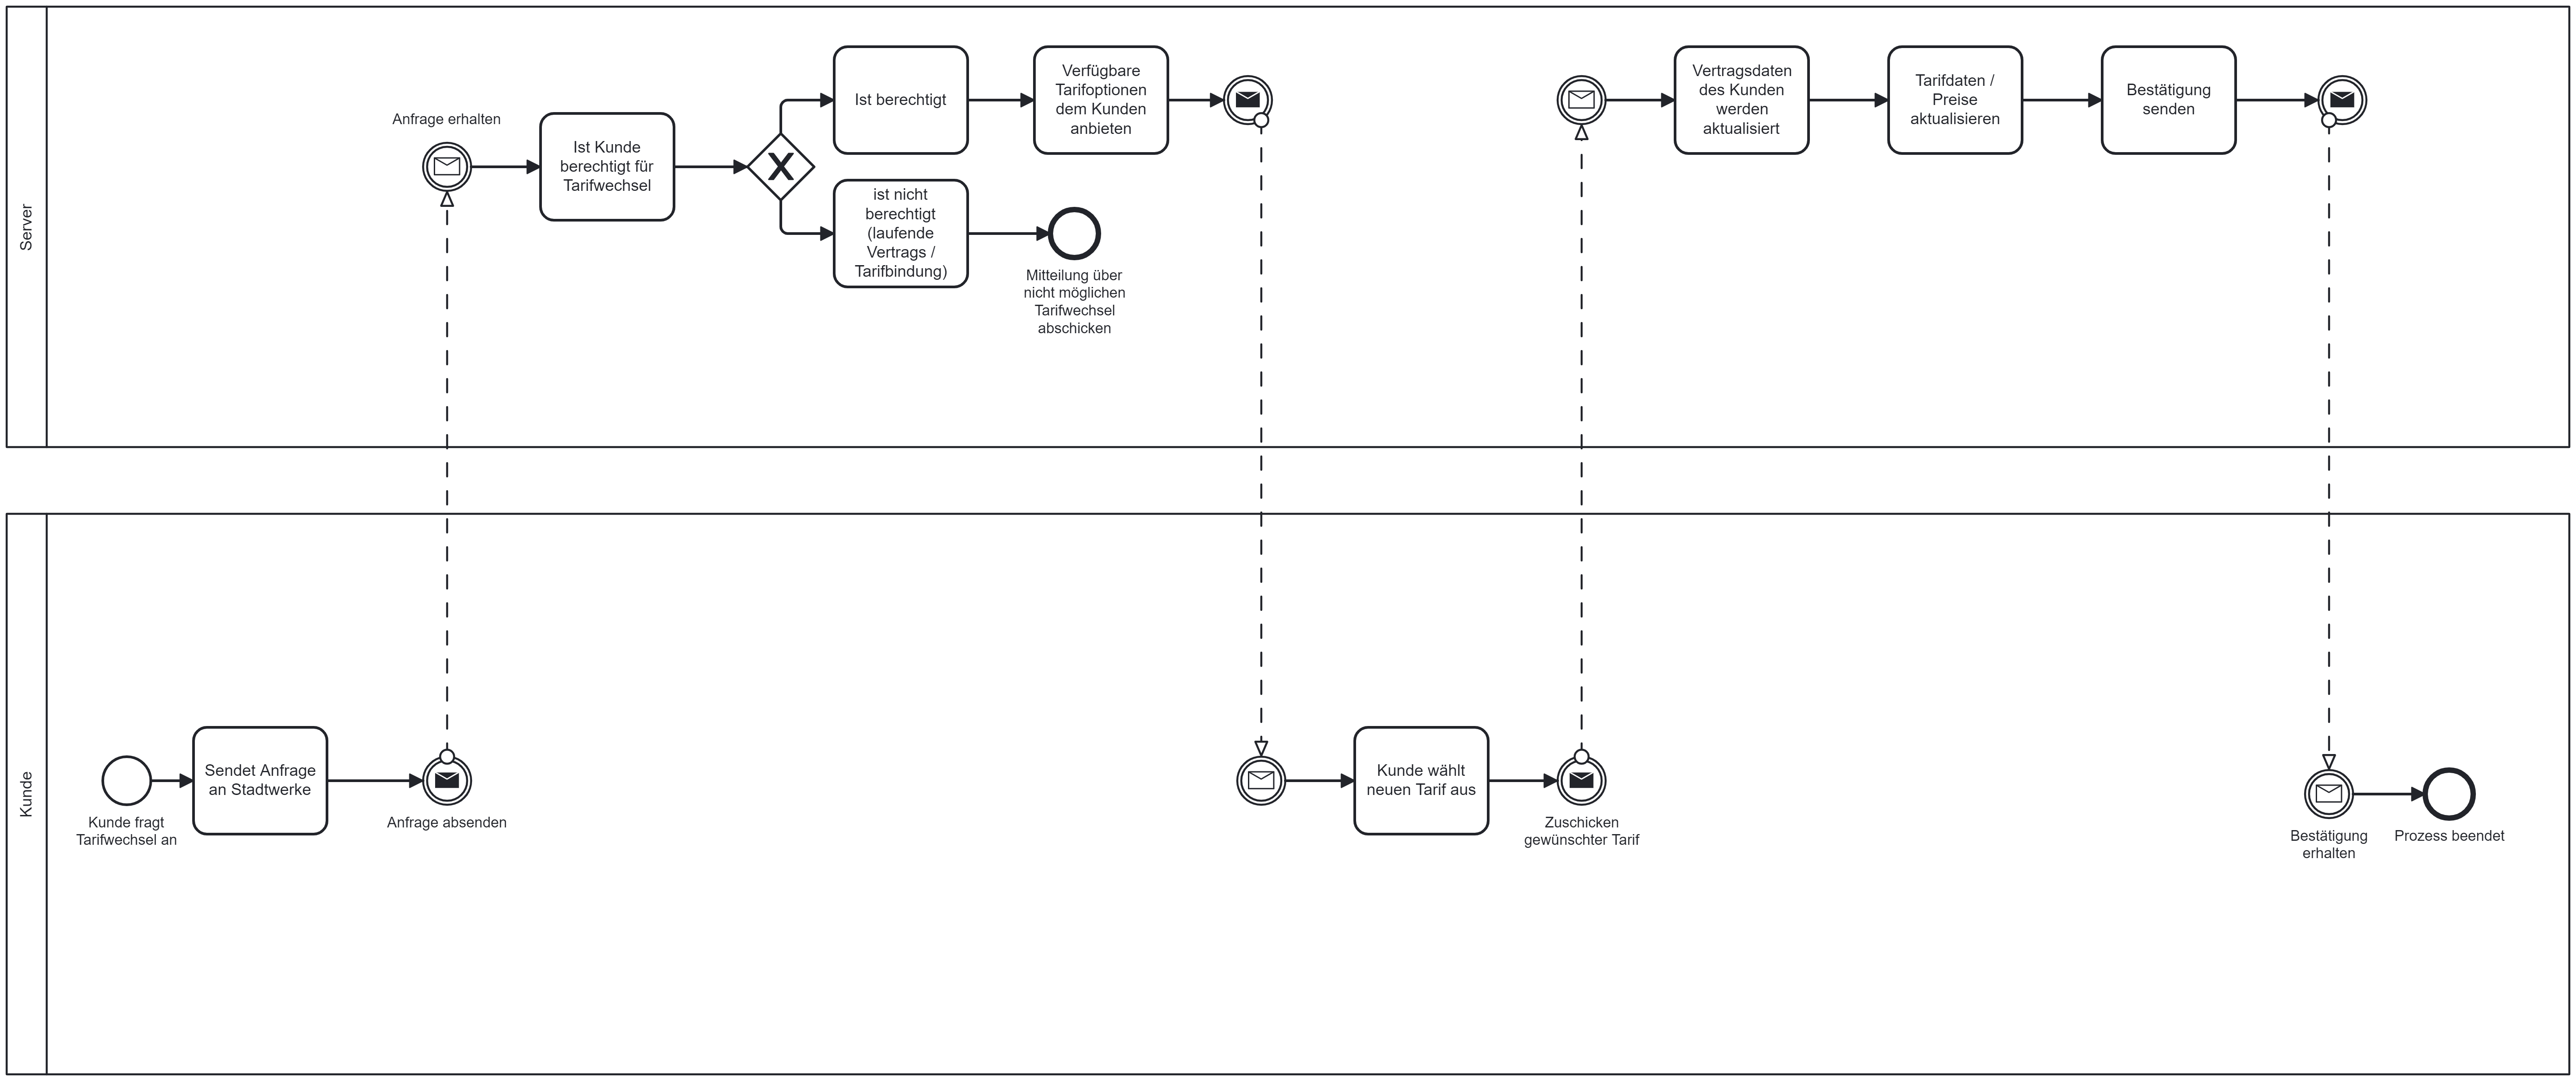 Server
Anfrage erhalten
Ist Kunde
berechtigt für
Tarifwechsel
Ist berechtigt
Verfügbare
Tarifoptionen
dem Kunden
anbieten
ist nicht
berechtigt
(laufende
Vertrags /
Tarifbindung)
Mitteilung über
nicht möglichen
Tarifwechsel
abschicken
Vertragsdaten
des Kunden
werden
aktualisiert
Tarifdaten /
Preise
aktualisieren
Bestätigung
senden
Kunde
Kunde fragt
Tarifwechsel an
Sendet Anfrage
an Stadtwerke
Anfrage absenden
Kunde wählt
neuen Tarif aus
Zuschicken
gewünschter Tarif
Bestätigung
erhalten
Prozess beendet